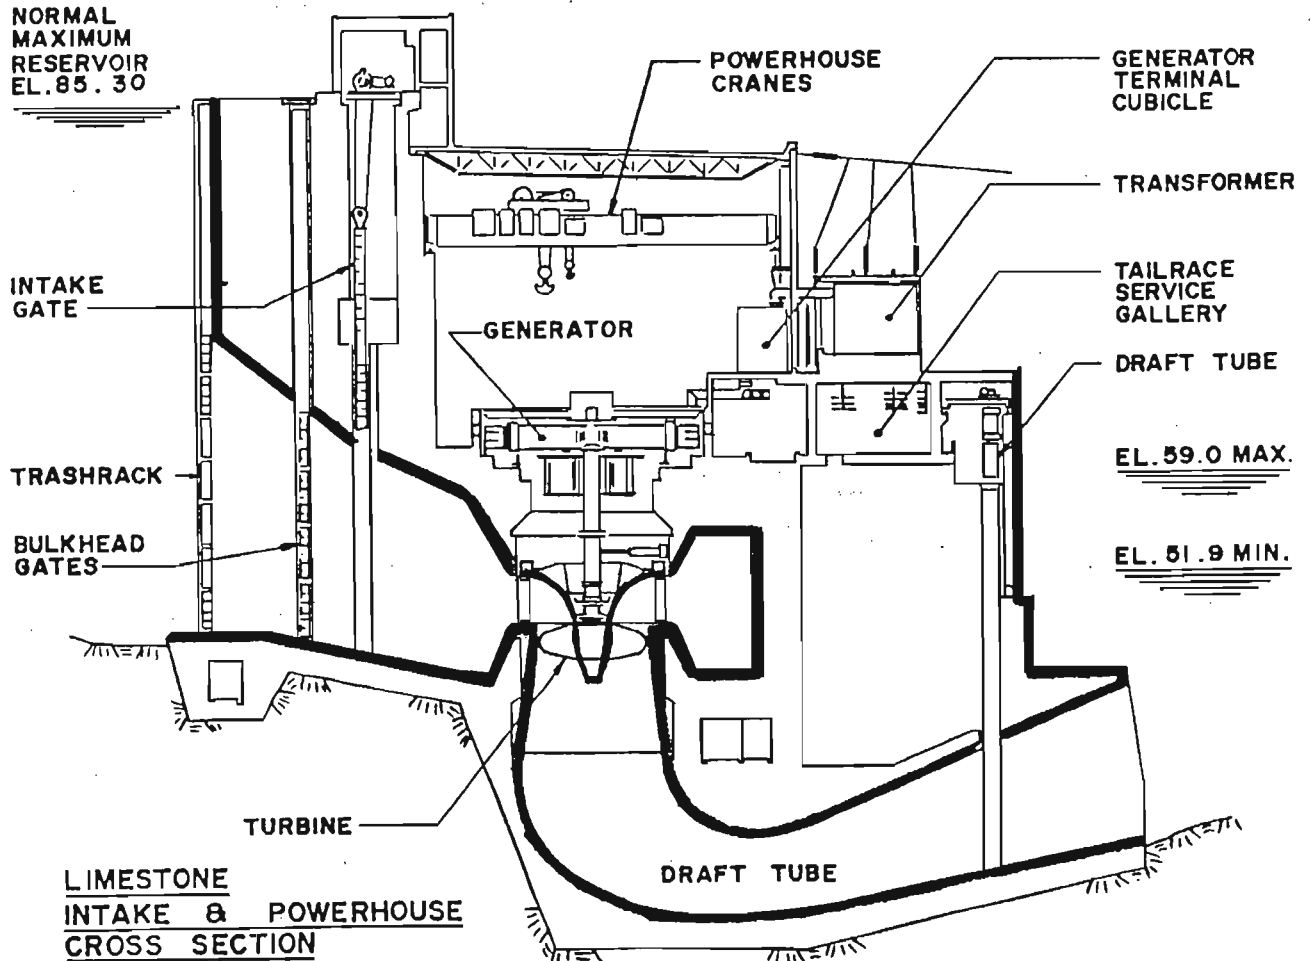 NORMAL
MAXIMUM
RESERVOIR
EL.85.30
POWERHOUSE
CRANES
GENERATOR
TERMINAL
CUBICLE
TRANSFORMER
INTAKE
GATE
TAILRACE
SERVICE
GALLERY
GENERATOR
DRAFT TUBE
TRASHRACK
EL.59.0 MAX.
BULKHEAD
GATES
EL.51.9 MIN.
TURBINE
DRAFT TUBE
LIMESTONE
INTAKE & POWERHOUSE
CROSS SECTION